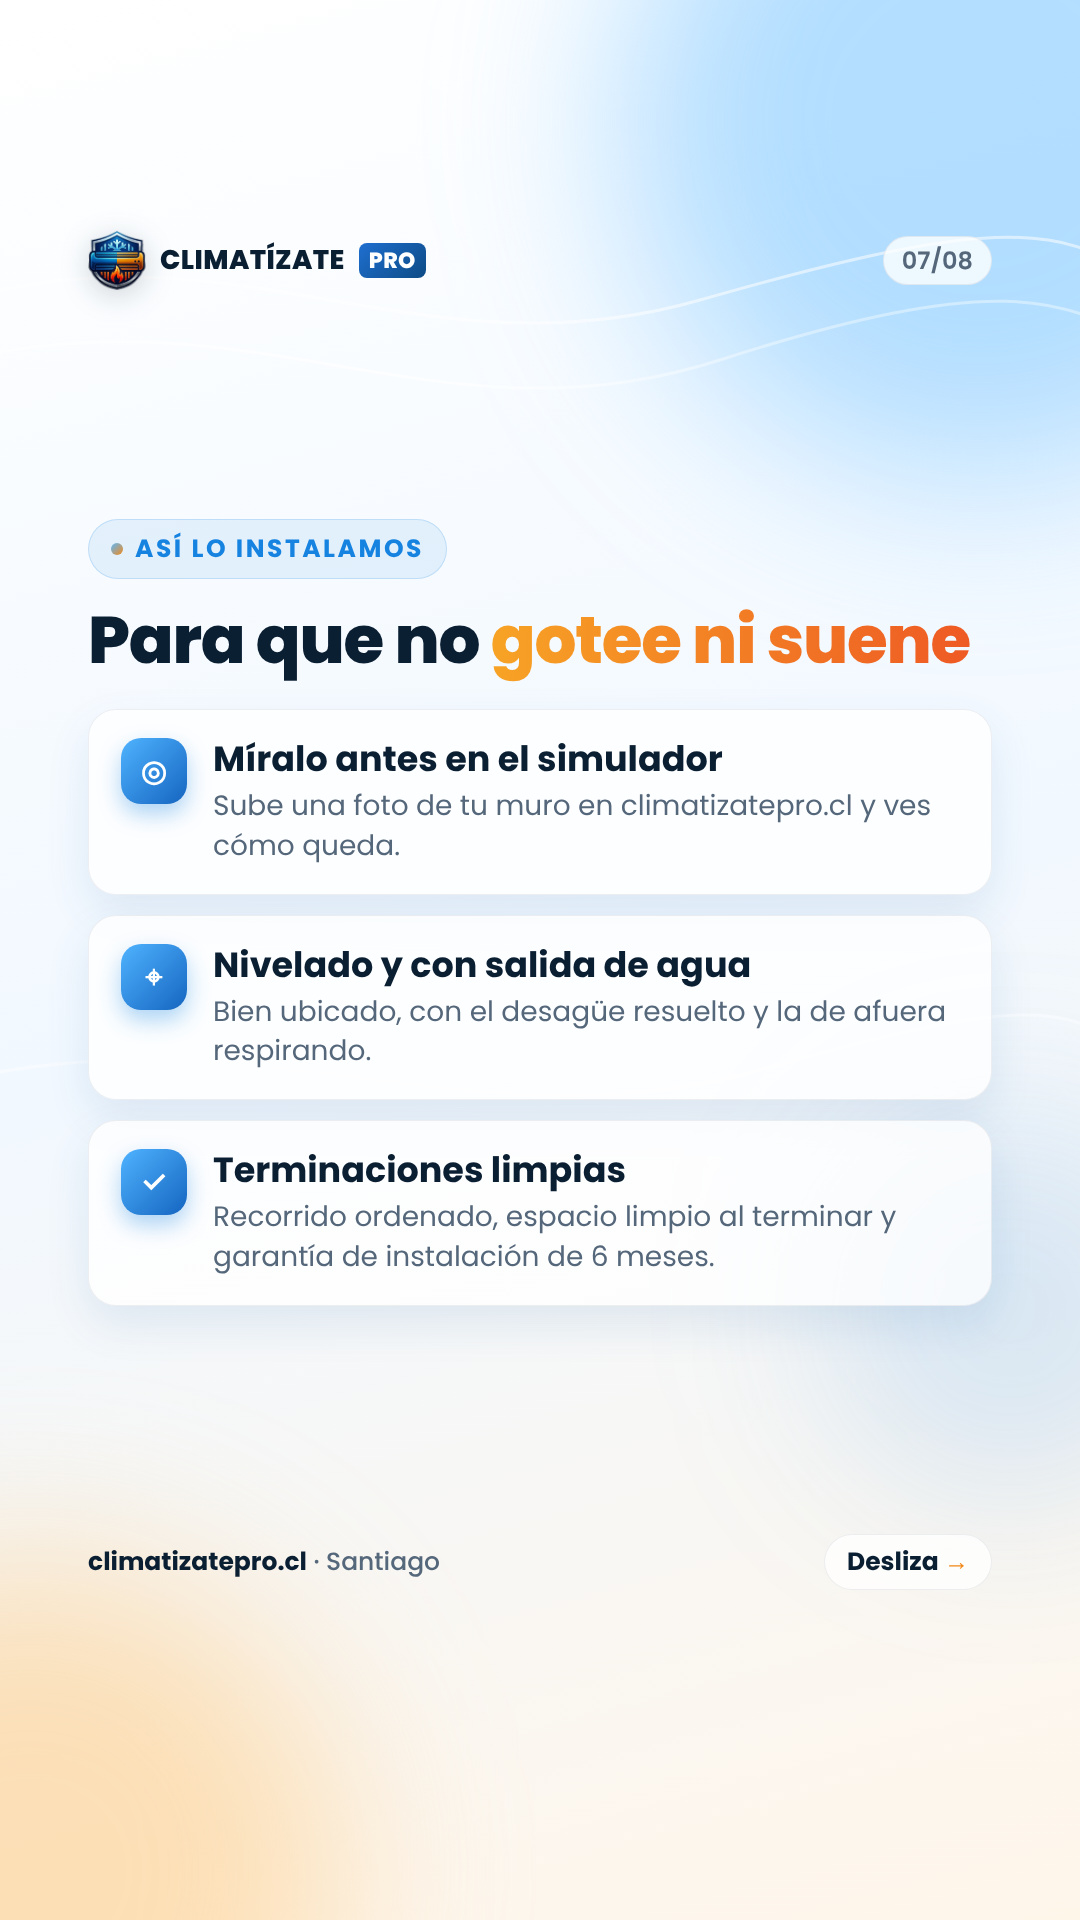 CLIMATÍZATE PRO
07/08
ASÍ LO INSTALAMOS
Para que no gotee ni suene
Míralo antes en el simulador
Sube una foto de tu muro en climatizatepro.cl y ves
cómo queda.
Nivelado y con salida de agua
Bien ubicado, con el desagüe resuelto y la de afuera
respirando.
Terminaciones limpias
Recorrido ordenado, espacio limpio al terminar y
garantía de instalación de 6 meses.
climatizatepro.cl · Santiago
Desliza →